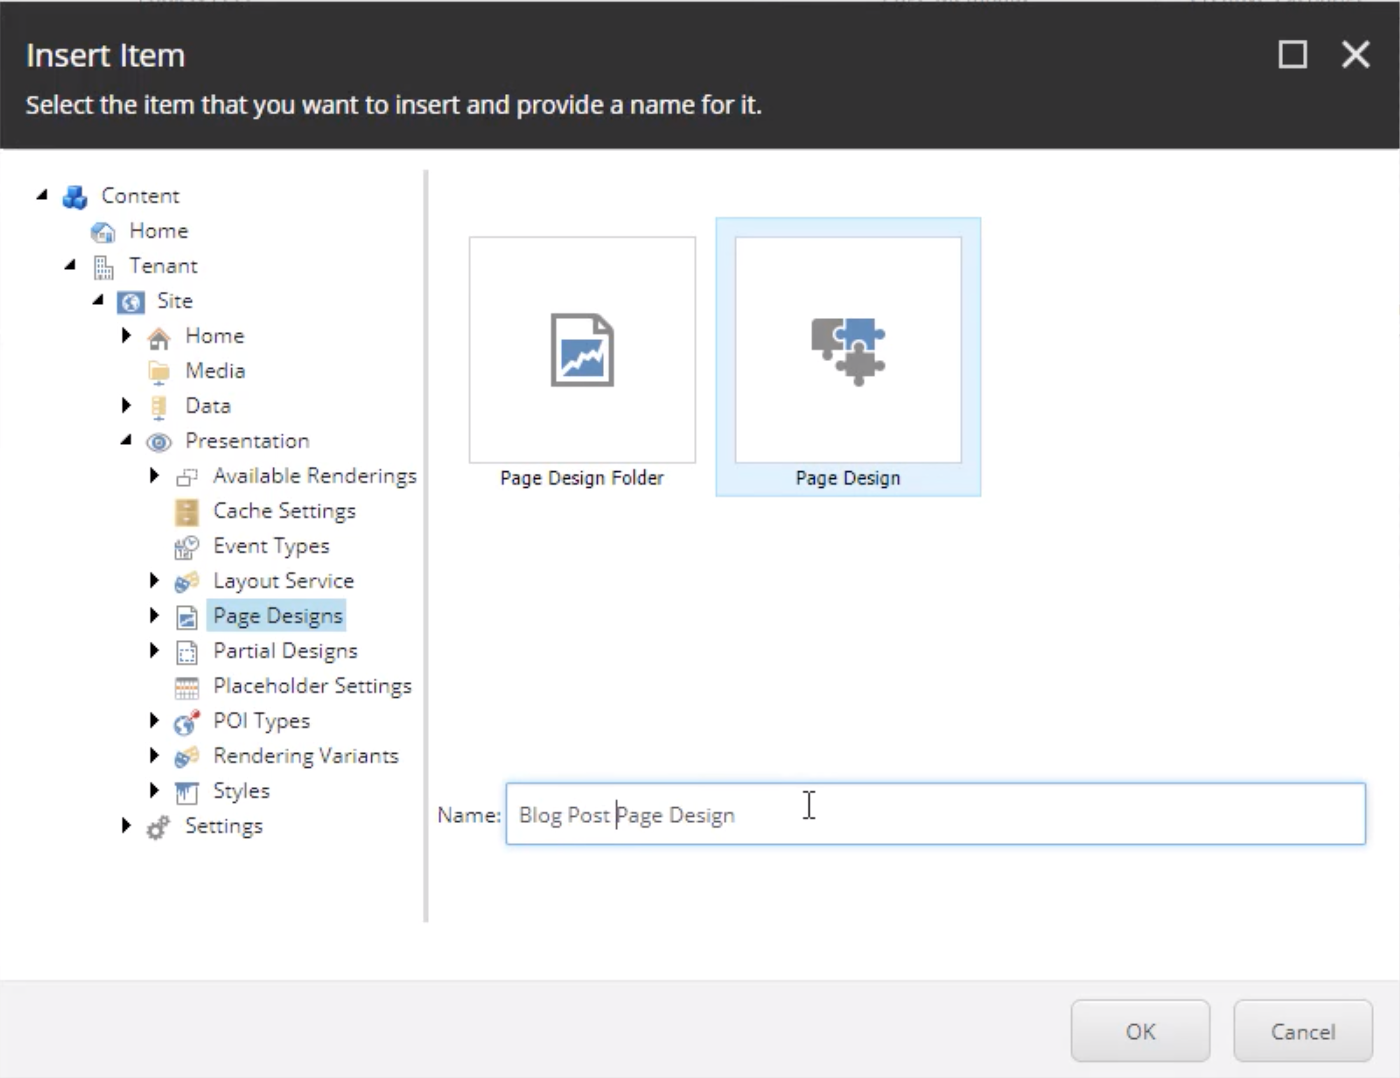 Insert Item
Select the item that you want to insert and provide a name for it.
Content
Home
Tenant
Site
Home
Media
Data
Presentation
Available Renderings
Cache Settings
Event Types
Layout Service
Page Designs
Partial Designs
Placeholder Settings
POI Types
Rendering Variants
Styles
Settings
Page Design Folder
Page Design
Name: Blog Post Page Design
OK
Cancel